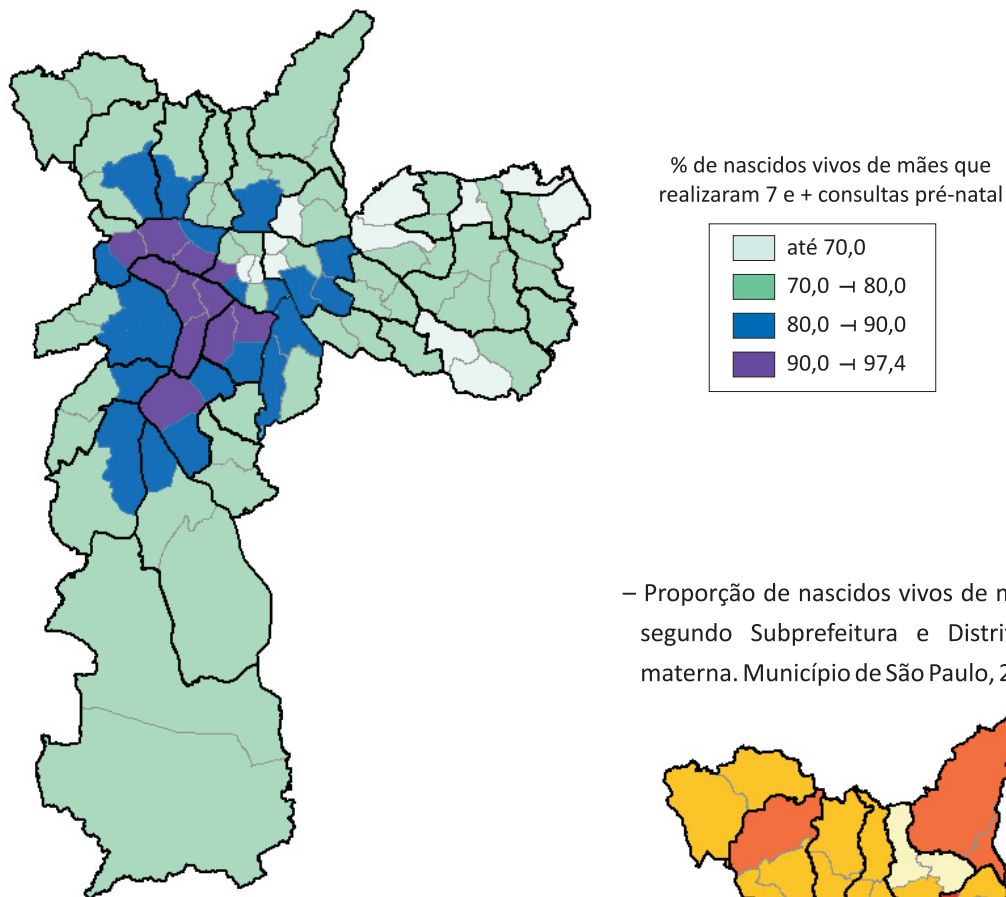 % de nascidos vivos de mães que
realizaram 7 e + consultas pré-natal
até 70,0
70,0 ⊣ 80,0
80,0 ⊣ 90,0
90,0 ⊣ 97,4
– Proporção de nascidos vivos de
segundo Subprefeitura e
materna. Município de São Paulo,